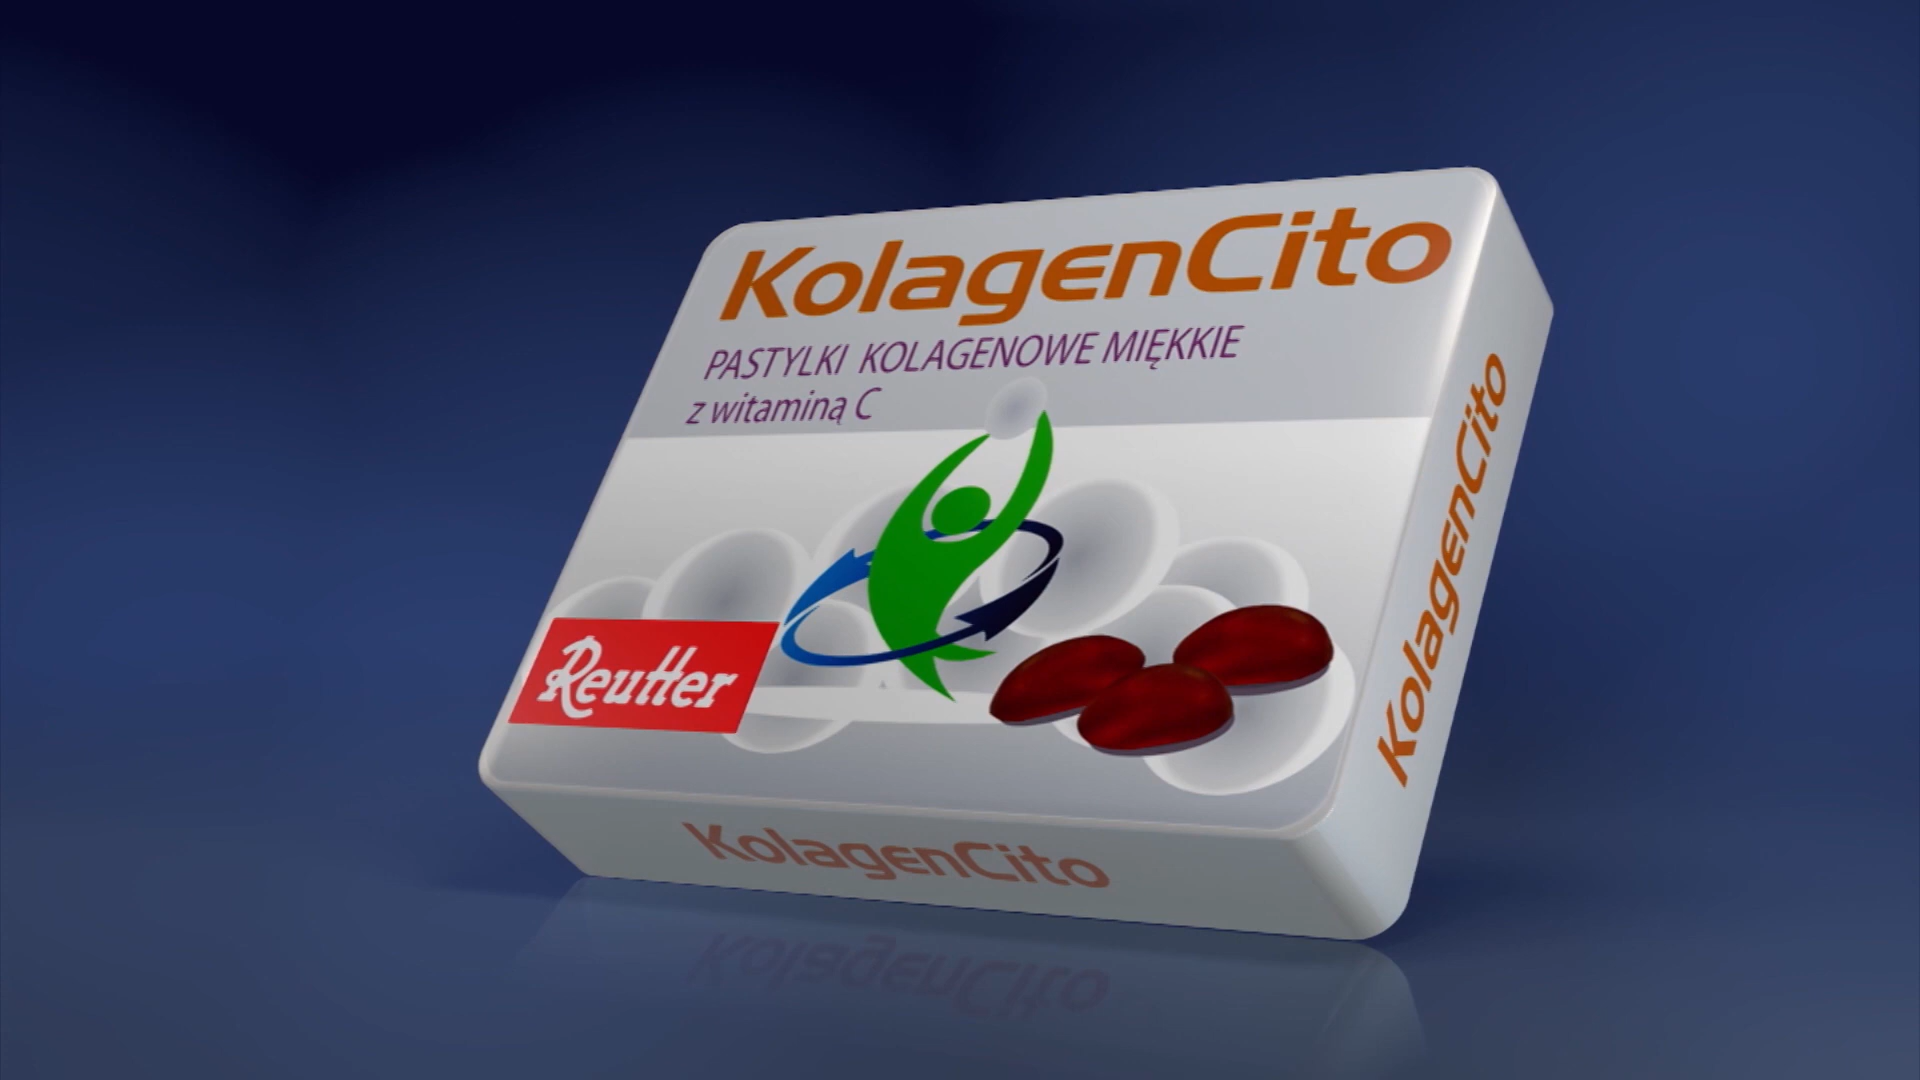 KolagenCito
PASTYLKI KOLAGENOWE MIĘKKIE
z witaminą C
Reutter
KolagenCito
KolagenCito